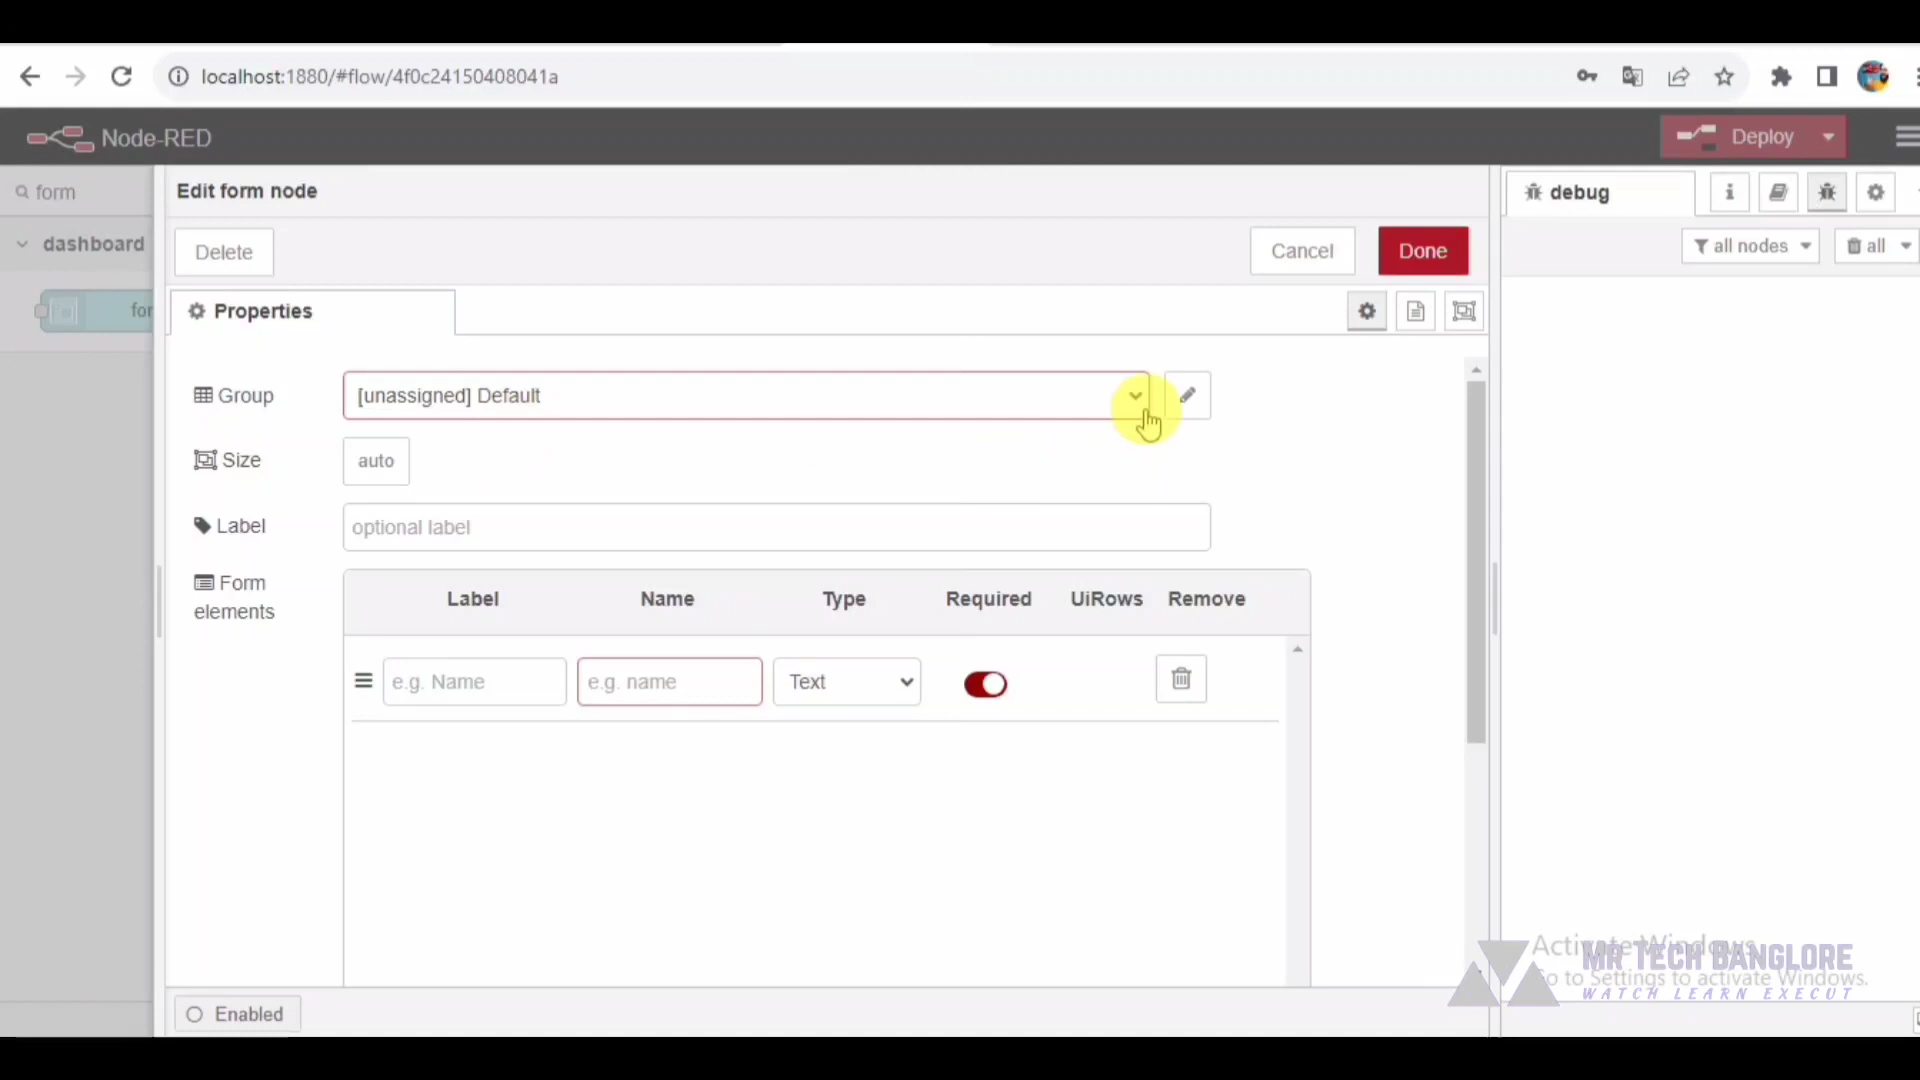 localhost:1880/#flow/4f0c24150408041a
Node-RED
Deploy
form
Edit form node
debug
dashboard
Delete
Cancel
Done
all nodes
all
for
Properties
Group
[unassigned] Default
Size
auto
Label
optional label
Form
elements
Label Name Type Required UiRows Remove
e.g. Name
e.g. name
Text
Enabled
Activate Windows
Go to Settings to activate Windows.
MR TECH BANGLORE
WATCH LEARN EXECUT